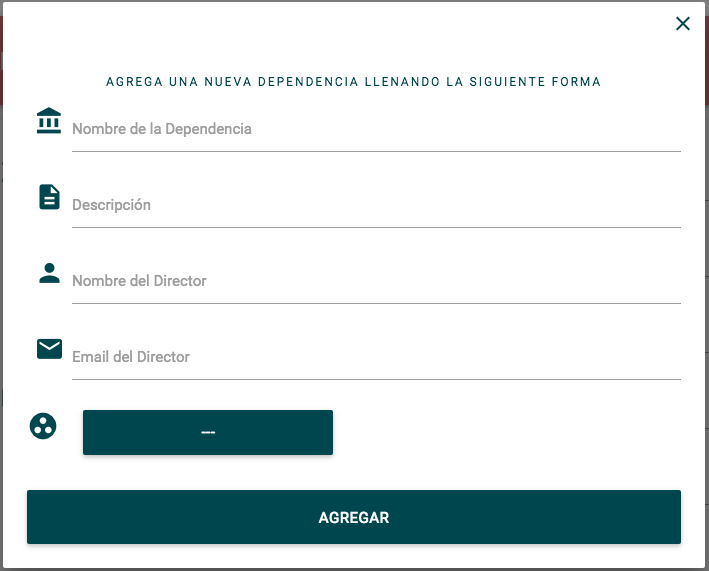 AGREGA UNA NUEVA DEPENDENCIA LLENANDO LA SIGUIENTE FORMA
Nombre de la Dependencia
Descripción
Nombre del Director
Email del Director
---
AGREGAR